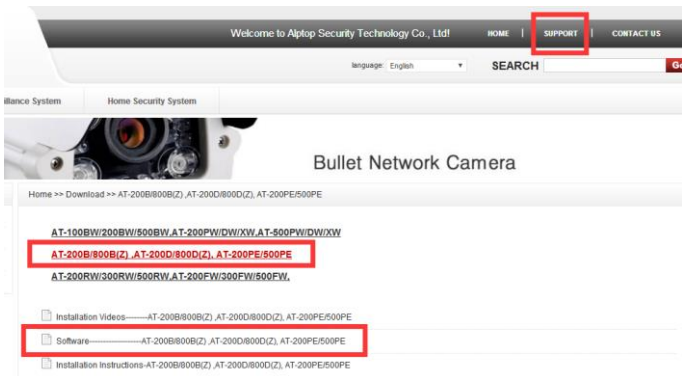 Welcome to Alptop Security Technology Co., Ltd! HOME | SUPPORT | CONTACT US
language: English SEARCH Go
illance System Home Security System
Bullet Network Camera
Home >> Download >> AT-200B/800B(Z) ,AT-200D/800D(Z), AT-200PE/500PE
AT-100BW/200BW/500BW,AT-200PW/DW/XW,AT-500PW/DW/XW
AT-200B/800B(Z) ,AT-200D/800D(Z), AT-200PE/500PE
AT-200RW/300RW/500RW,AT-200FW/300FW/500FW,
Installation Videos--------AT-200B/800B(Z) ,AT-200D/800D(Z), AT-200PE/500PE
Software------------------AT-200B/800B(Z) ,AT-200D/800D(Z), AT-200PE/500PE
Installation Instructions-AT-200B/800B(Z) ,AT-200D/800D(Z), AT-200PE/500PE